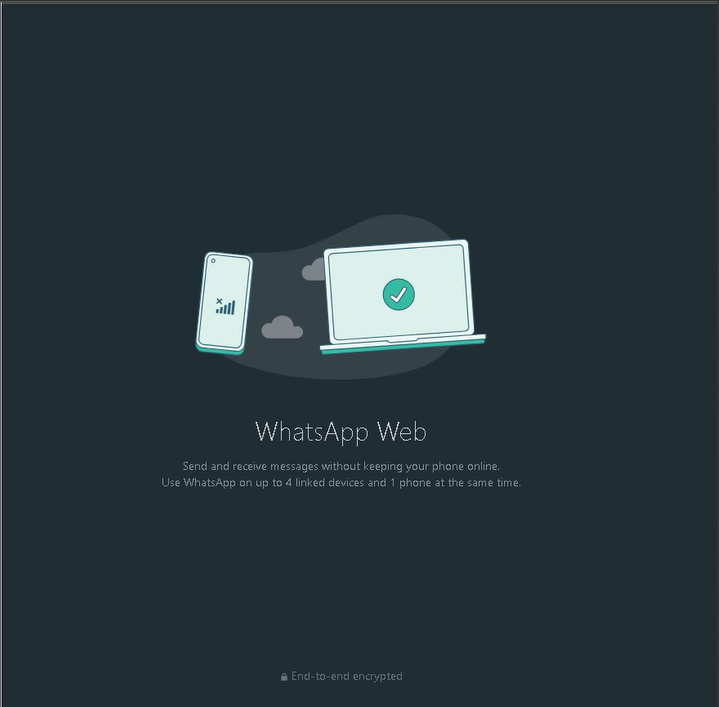 WhatsApp Web
Send and receive messages without keeping your phone online.
Use WhatsApp on up to 4 linked devices and 1 phone at the same time.
End-to-end encrypted